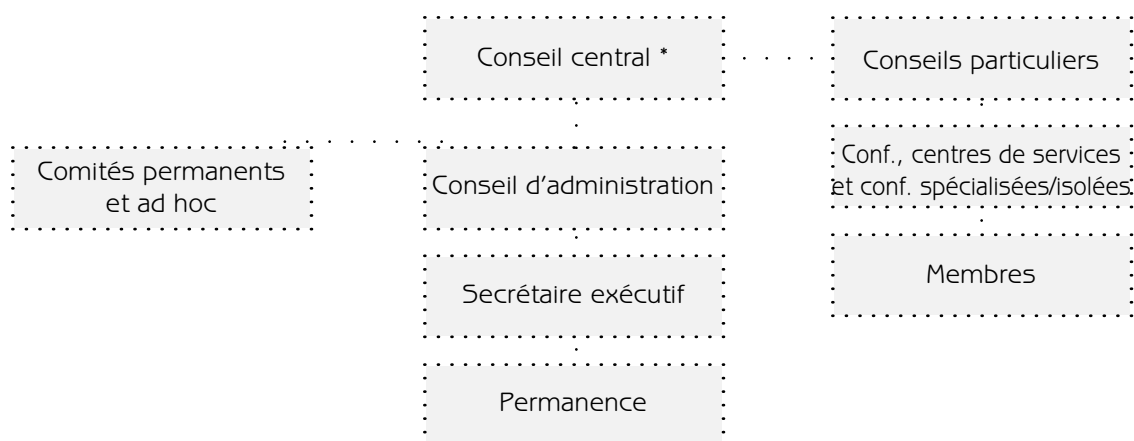 Conseil central *
Conseils particuliers
Comités permanents
et ad hoc
Conseil d'administration
Conf., centres de services
et conf. spécialisées/isolées
Secrétaire exécutif
Membres
Permanence